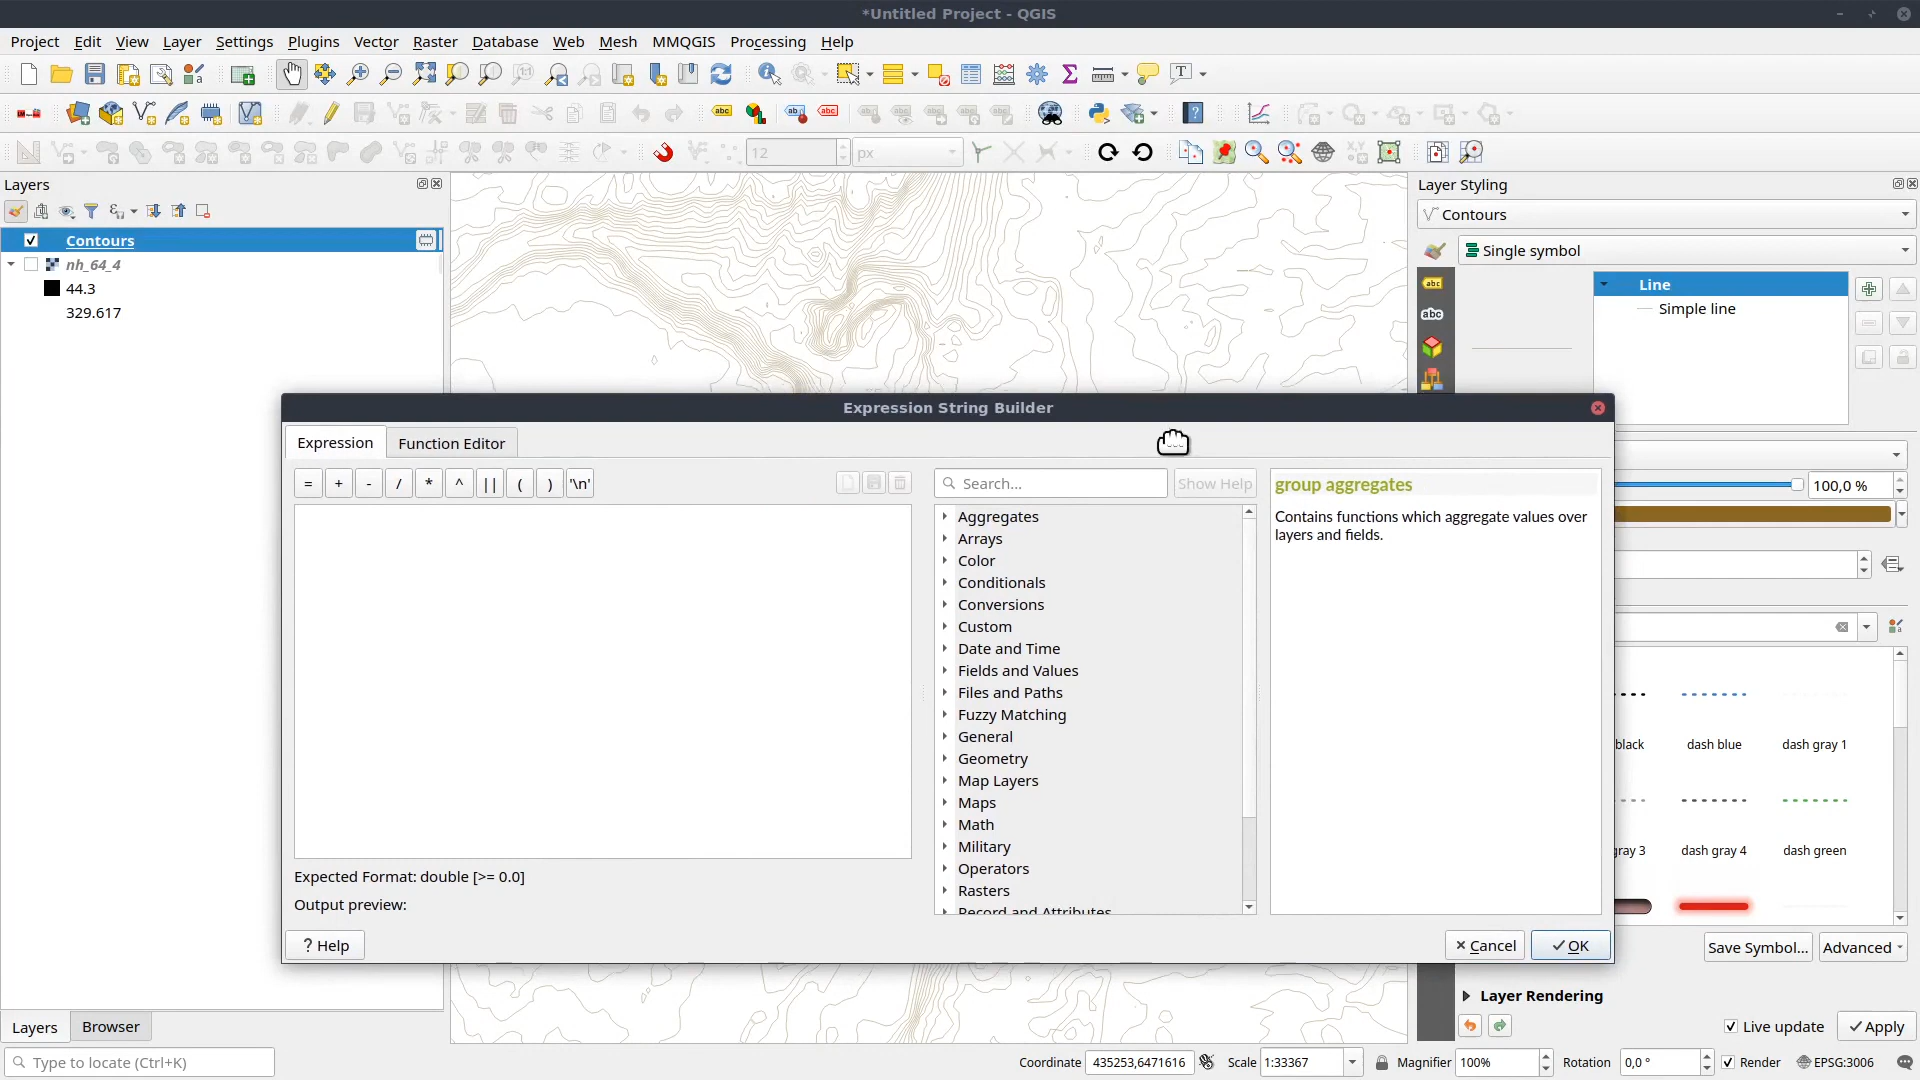 *Untitled Project - QGIS
Project Edit View Layer Settings Plugins Vector Raster Database Web Mesh MMQGIS Processing Help
12 px
Layers
Contours
nh_64_4
44.3
329.617
Layer Styling
Contours
Single symbol
Line
Simple line
Expression String Builder
Expression Function Editor
= + - / * ^ || ( ) '\n'
Search...
Show Help
Aggregates
Arrays
Color
Conditionals
Conversions
Custom
Date and Time
Fields and Values
Files and Paths
Fuzzy Matching
General
Geometry
Map Layers
Maps
Math
Military
Operators
Rasters
Record and Attributes
group aggregates
Contains functions which aggregate values over
layers and fields.
Expected Format: double [>= 0.0]
Output preview:
? Help
Cancel
OK
100,0 %
black dash blue dash gray 1
gray 3 dash gray 4 dash green
Save Symbol... Advanced
Layer Rendering
Live update Apply
Layers Browser
Type to locate (Ctrl+K)
Coordinate 435253,6471616 Scale 1:33367 Magnifier 100% Rotation 0,0 ° Render EPSG:3006